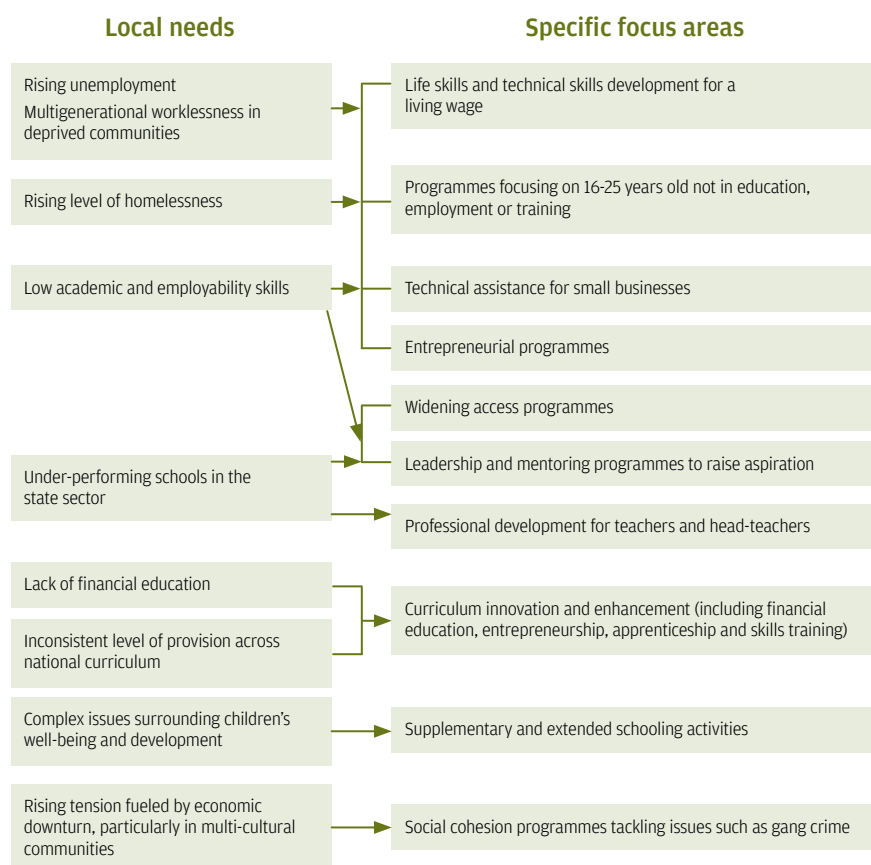 Local needs
Specific focus areas
Rising unemployment
Multigenerational worklessness in
deprived communities
Life skills and technical skills development for a
living wage
Rising level of homelessness
Programmes focusing on 16-25 years old not in education,
employment or training
Low academic and employability skills
Technical assistance for small businesses
Entrepreneurial programmes
Widening access programmes
Under-performing schools in the
state sector
Leadership and mentoring programmes to raise aspiration
Professional development for teachers and head-teachers
Lack of financial education
Inconsistent level of provision across
national curriculum
Curriculum innovation and enhancement (including financial
education, entrepreneurship, apprenticeship and skills training)
Complex issues surrounding children’s
well-being and development
Supplementary and extended schooling activities
Rising tension fueled by economic
downturn, particularly in multi-cultural
communities
Social cohesion programmes tackling issues such as gang crime